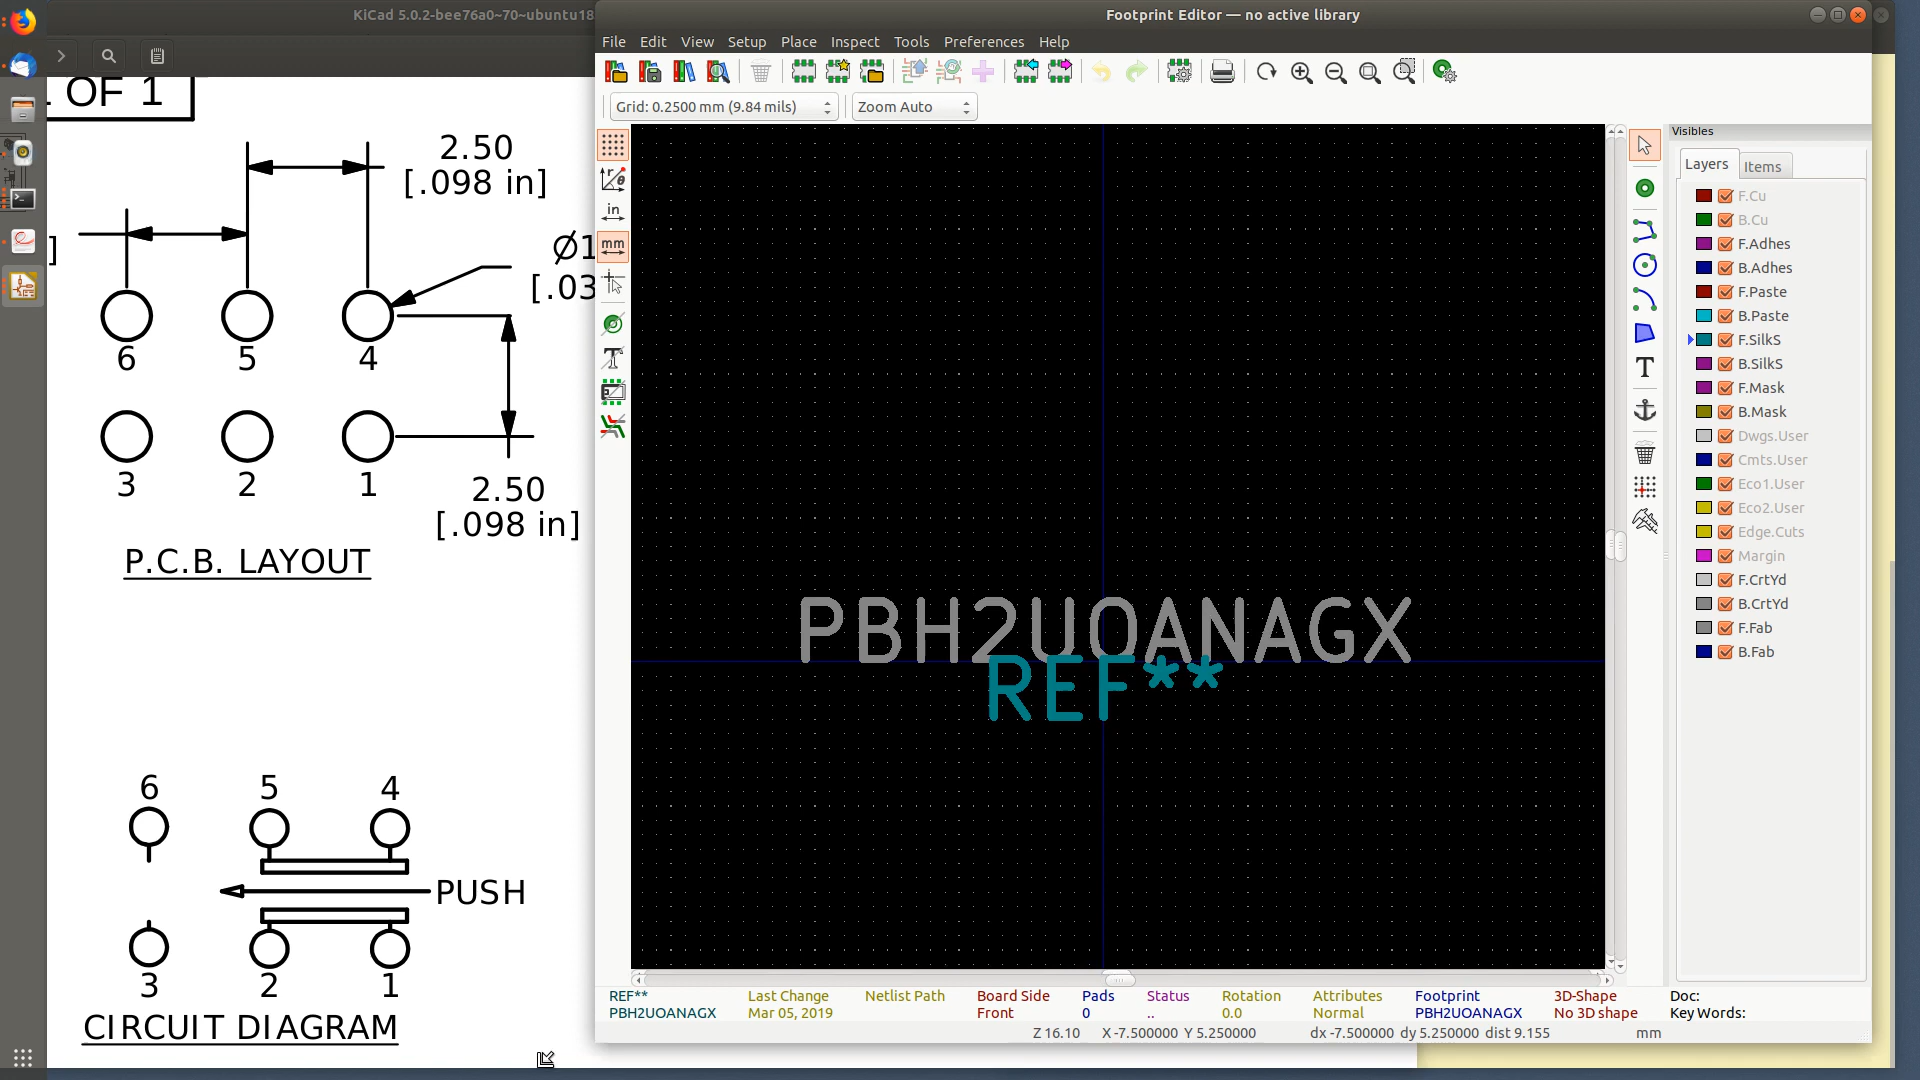 KiCad 5.0.2-bee76a0~70~ubuntu18
Footprint Editor — no active library
File Edit View Setup Place Inspect Tools Preferences Help
Grid: 0.2500 mm (9.84 mils) Zoom Auto
OF 1
2.50
[.098 in]
Ø1
[.03
]
6 5 4
3 2 1
2.50
[.098 in]
P.C.B. LAYOUT
6 5 4
PUSH
3 2 1
CIRCUIT DIAGRAM
in
mm
PBH2UOANAGX
REF**
T
Visibles
Layers Items
F.Cu
B.Cu
F.Adhes
B.Adhes
F.Paste
B.Paste
F.SilkS
B.SilkS
F.Mask
B.Mask
Dwgs.User
Cmts.User
Eco1.User
Eco2.User
Edge.Cuts
Margin
F.CrtYd
B.CrtYd
F.Fab
B.Fab
REF** Last Change Netlist Path Board Side Pads Status Rotation Attributes Footprint 3D-Shape Doc:
PBH2UOANAGX Mar 05, 2019 Front 0 .. 0.0 Normal PBH2UOANAGX No 3D shape Key Words:
Z 16.10 X -7.500000 Y 5.250000 dx -7.500000 dy 5.250000 dist 9.155 mm